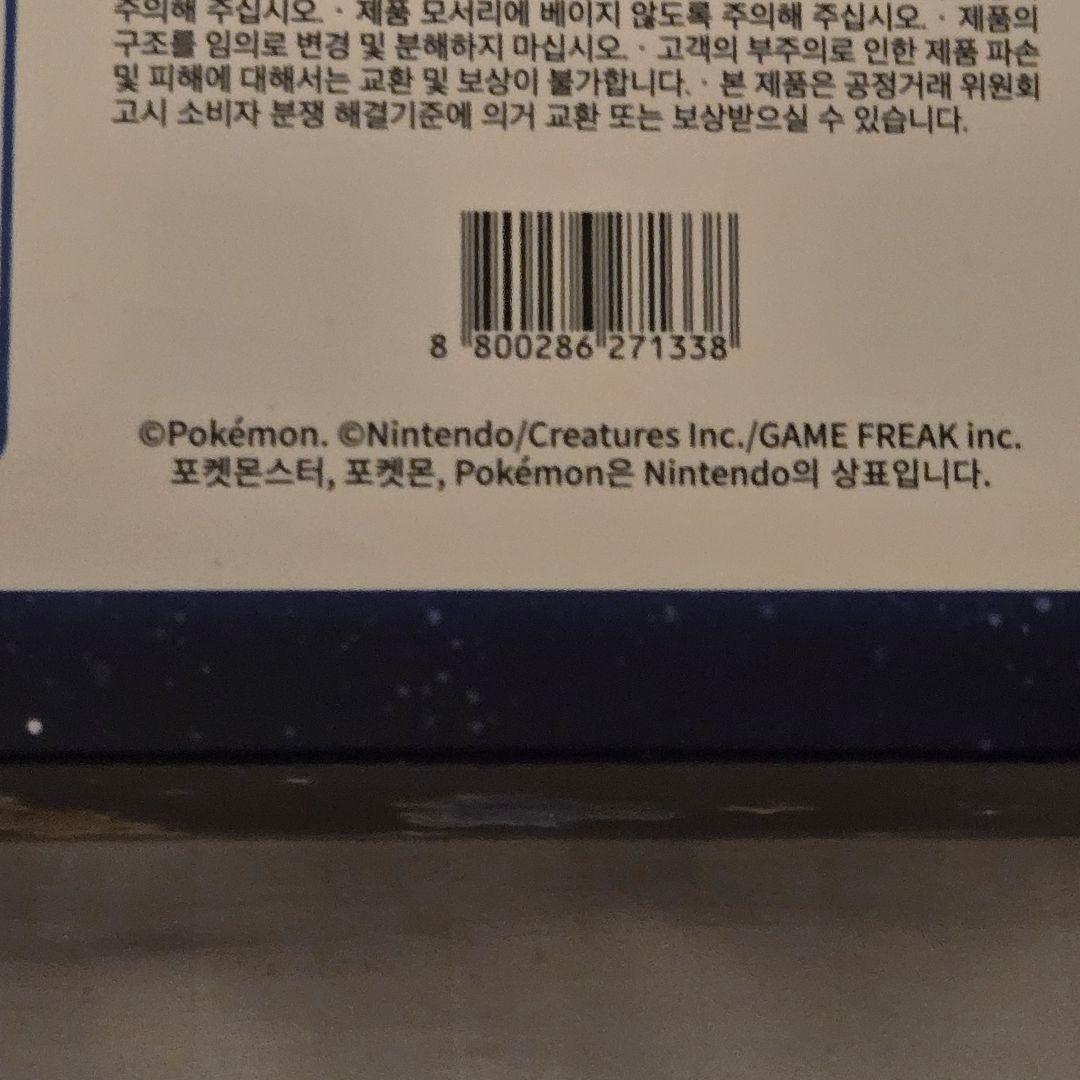 주의해 주십시오. · 제품 모서리에 베이지 않도록 주의해 주십시오. · 제품의
구조를 임의로 변경 및 분해하지 마십시오. · 고객의 부주의로 인한 제품 파손
및 피해에 대해서는 교환 및 보상이 불가합니다. · 본 제품은 공정거래 위원회
고시 소비자 분쟁 해결기준에 의거 교환 또는 보상받으실 수 있습니다.
8 800286 271338
©Pokémon. ©Nintendo/Creatures Inc./GAME FREAK inc.
포켓몬스터, 포켓몬, Pokémon은 Nintendo의 상표입니다.